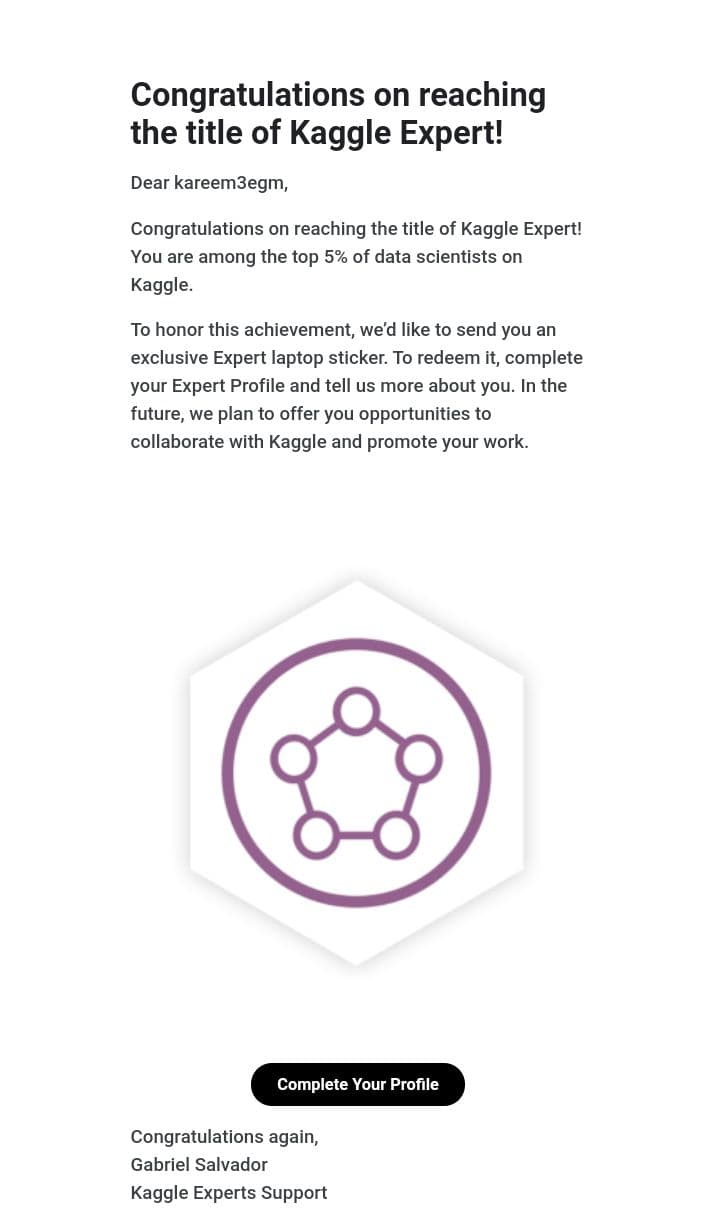 Congratulations on reaching
the title of Kaggle Expert!
Dear kareem3egm,
Congratulations on reaching the title of Kaggle Expert!
You are among the top 5% of data scientists on
Kaggle.
To honor this achievement, we’d like to send you an
exclusive Expert laptop sticker. To redeem it, complete
your Expert Profile and tell us more about you. In the
future, we plan to offer you opportunities to
collaborate with Kaggle and promote your work.
Complete Your Profile
Congratulations again,
Gabriel Salvador
Kaggle Experts Support